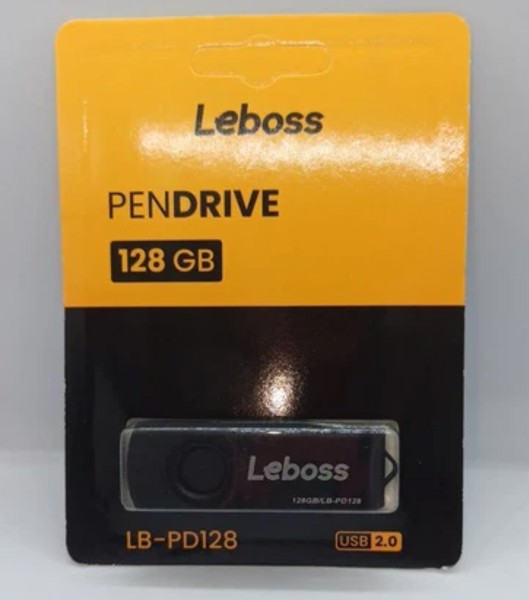 Leboss
PENDRIVE
128 GB
Leboss
128GB/LB-PD128
LB-PD128
USB 2.0